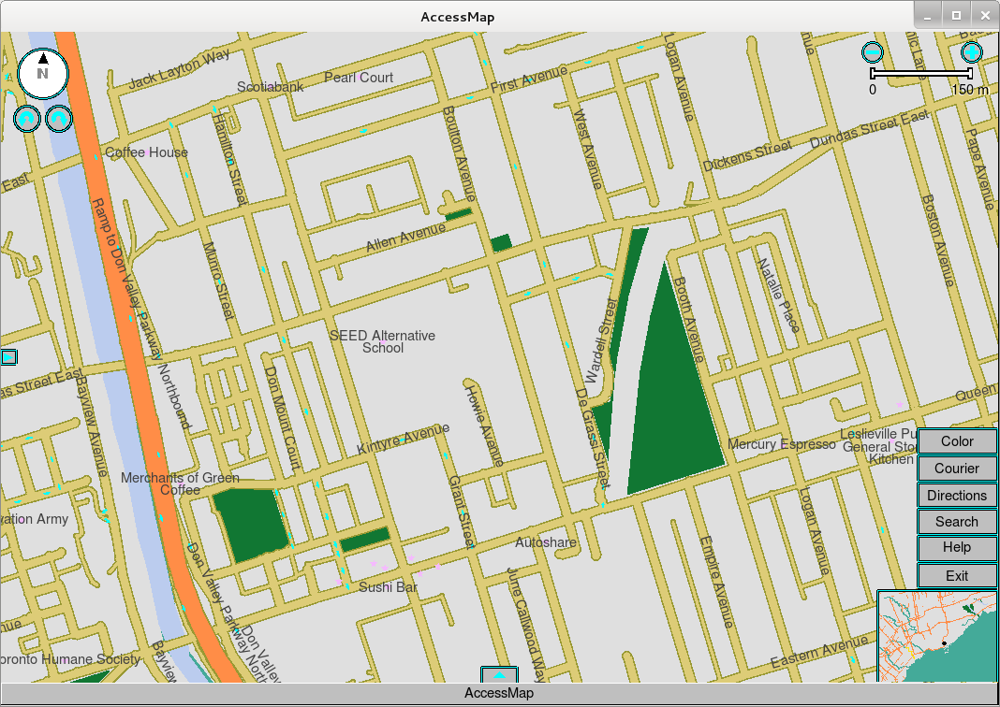 AccessMap
Jack Layton Way
Scotiabank
Pearl Court
First Avenue
Logan Avenue
N
0
150 m
Coffee House
Hamilton Street
Boulton Avenue
West Avenue
Dickens Street
Dundas Street East
Pape Avenue
East
Ramp to Don Valley Parkway Northbound
Munro Street
Allen Avenue
Boston Avenue
Natalie Place
Booth Avenue
Wardell Street
SEED Alternative
School
as Street East
Bayview Avenue
Don Mount Court
Howie Avenue
De Grassi Street
Queen
Kintyre Avenue
Mercury Espresso
Leslieville Pu
General Sto
Kitchen
Color
Courier
Directions
Search
Help
Exit
Merchants of Green
Coffee
vation Army
Grant Street
Logan Avenue
Autoshare
Empire Avenue
Don Valley Parkway North
Don Valley
Sushi Bar
June Callwood Way
nue
oronto Humane Society
Bayview
Eastern Avenue
AccessMap